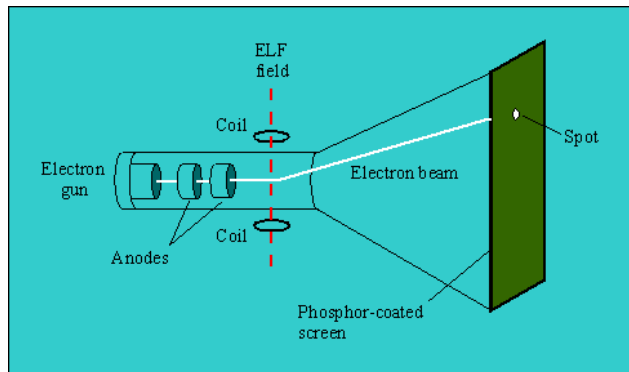 ELF
field
Coil
Spot
Electron
gun
Electron beam
Coil
Anodes
Phosphor-coated
screen